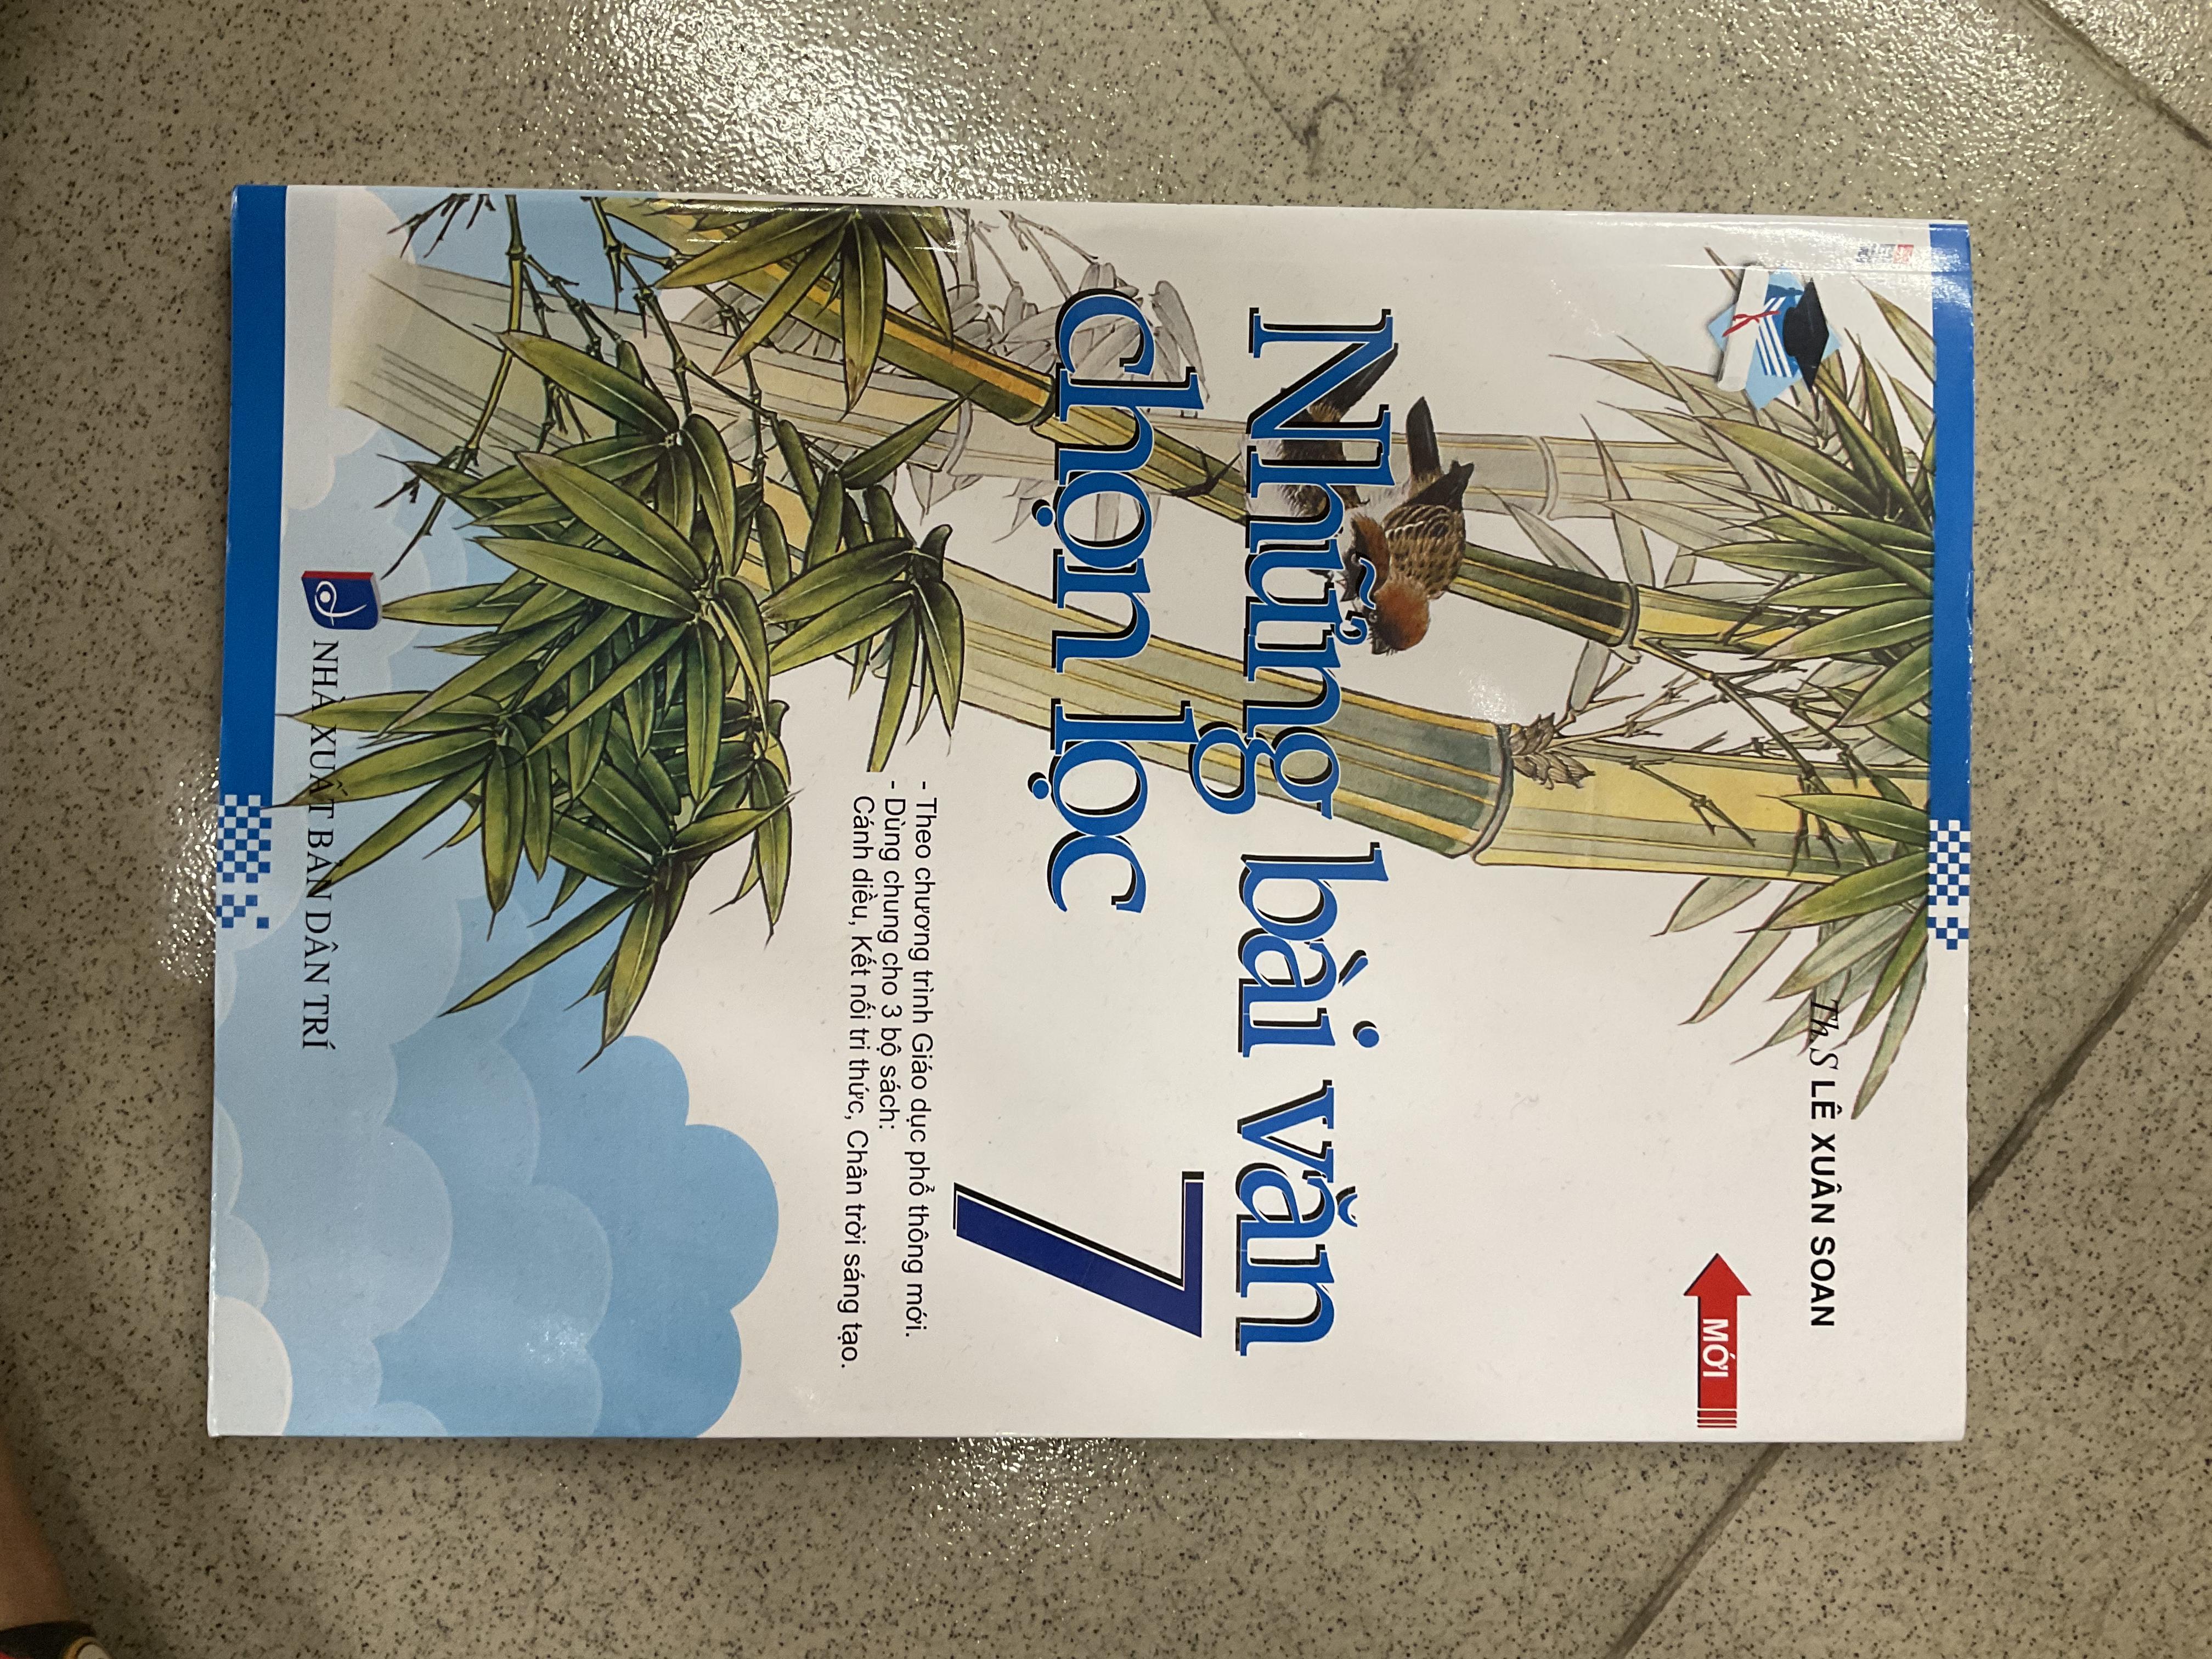 Th.S LÊ XUÂN SOAN
MỚI
Những bài văn
chọn lọc 7
- Theo chương trình Giáo dục phổ thông mới.
- Dùng chung cho 3 bộ sách:
Cánh diều, Kết nối tri thức, Chân trời sáng tạo.
NHÀ XUẤT BẢN DÂN TRÍ